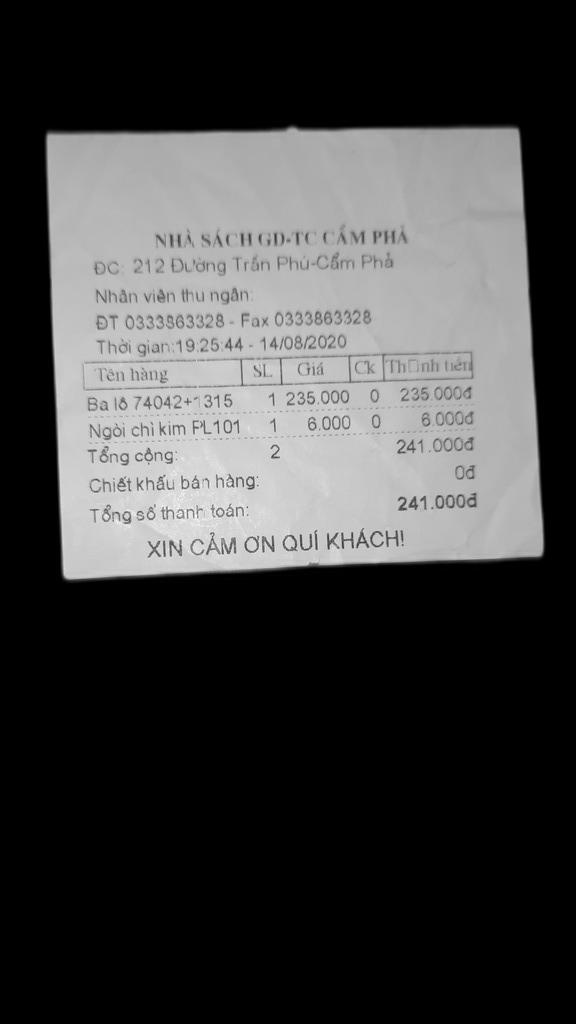 NHÀ SÁCH GD-TC CẨM PHẢ
ĐC: 212 Đường Trần Phú-Cẩm Phả
Nhân viên thu ngân:
ĐT 0333863328 - Fax 0333863328
Thời gian:19:25:44 - 14/08/2020
Tên hàng SL Giá Ck Th▯nh tiền
Ba lô 74042+1315 1 235.000 0 235.000đ
Ngòi chì kim PL101 1 6.000 0 6.000đ
Tổng cộng: 2 241.000đ
Chiết khấu bán hàng: 0đ
Tổng số thanh toán: 241.000đ
XIN CẢM ƠN QUÍ KHÁCH!